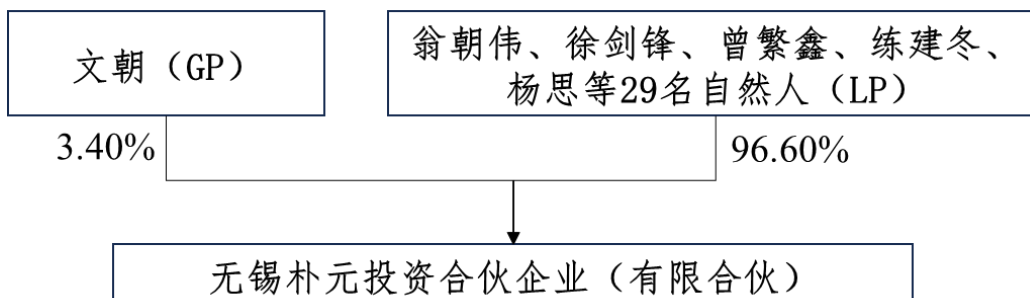 文朝（GP）
翁朝伟、徐剑锋、曾繁鑫、练建冬、
杨思等29名自然人（LP）
3.40%
96.60%
无锡朴元投资合伙企业（有限合伙）